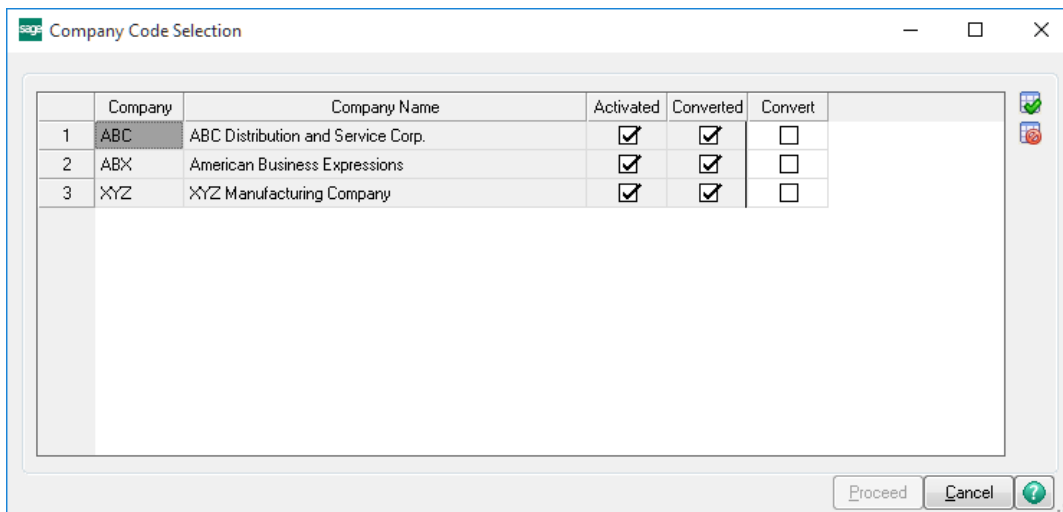 sage Company Code Selection
Company Company Name Activated Converted Convert
1 ABC ABC Distribution and Service Corp.
2 ABX American Business Expressions
3 XYZ XYZ Manufacturing Company
Proceed Cancel ?